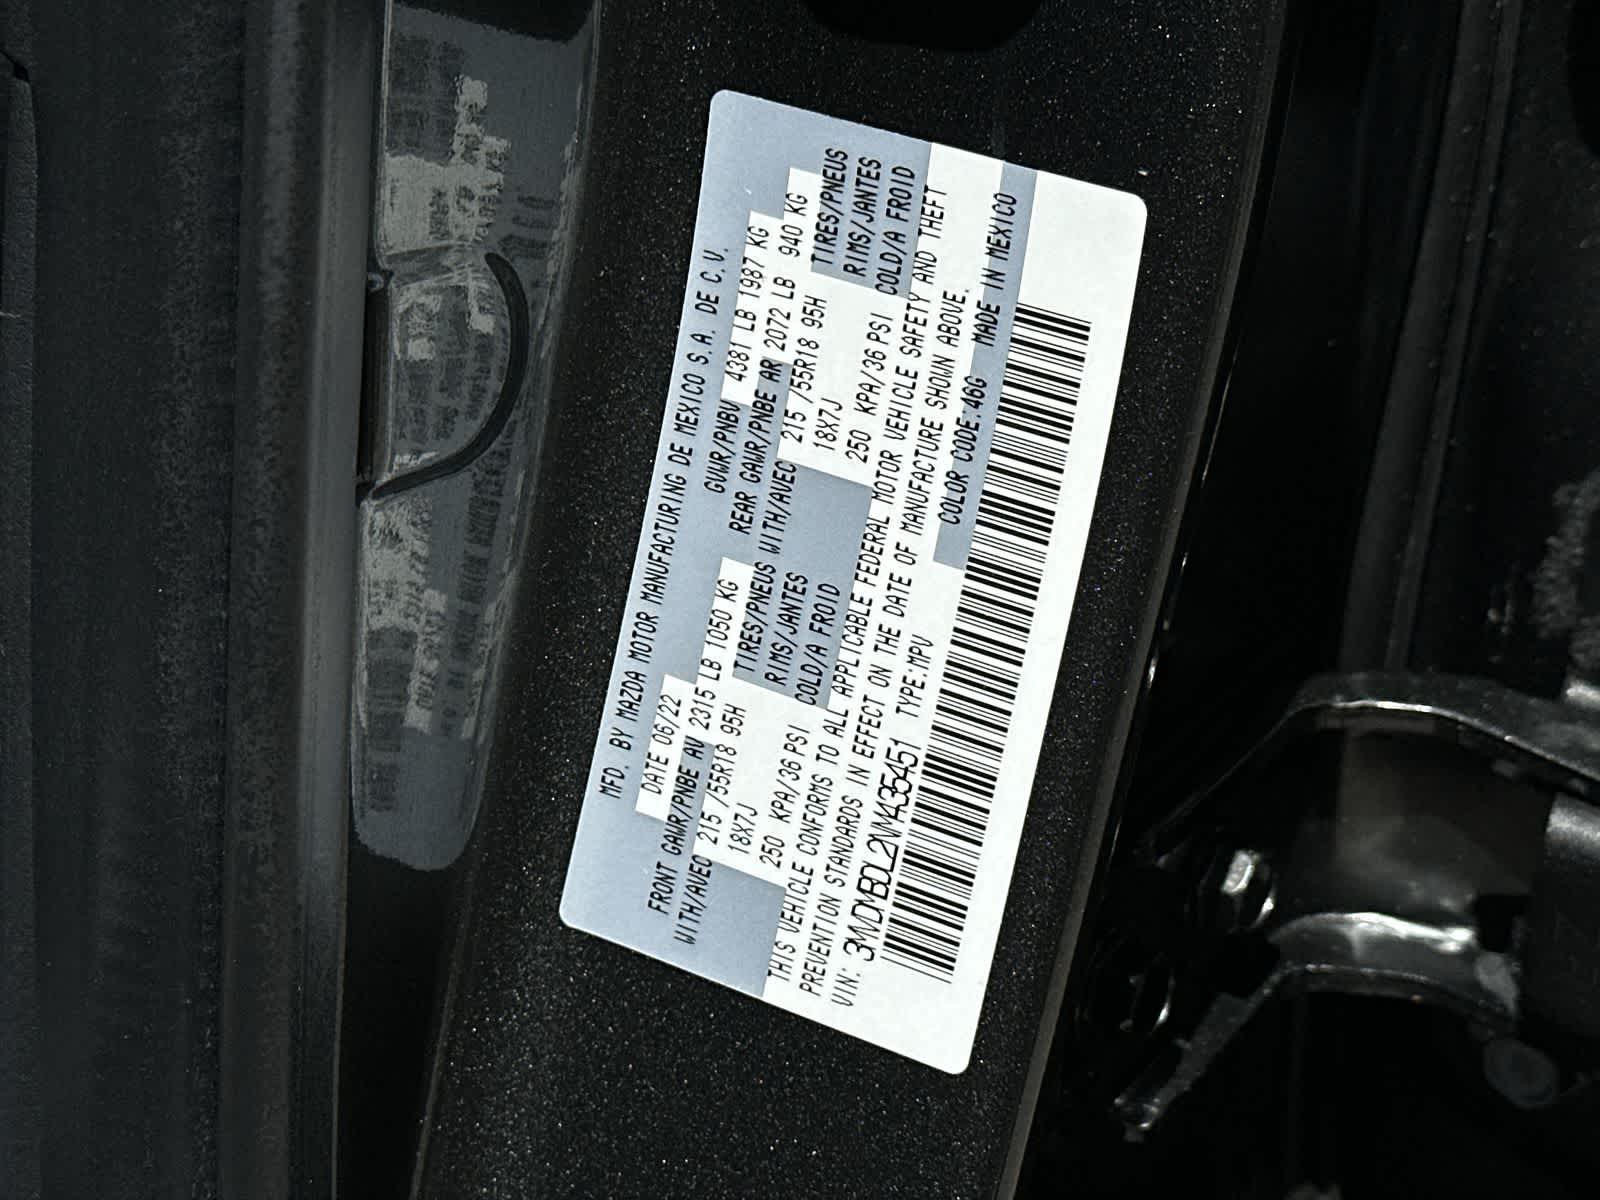 MFD. BY MAZDA MOTOR MANUFACTURING DE MEXICO S.A. DE C.V.
DATE 06/22 GVWR/PNBV 4381 LB 1987 KG
FRONT GAWR/PNBE AV 2315 LB 1050 KG REAR GAWR/PNBE AR 2072 LB 940 KG
WITH/AVEC 215 /55R18 95H TIRES/PNEUS WITH/AVEC 215 /55R18 95H TIRES/PNEUS
18X7J RIMS/JANTES 18X7J RIMS/JANTES
250 KPA/36 PSI COLD/A FROID 250 KPA/36 PSI COLD/A FROID
THIS VEHICLE CONFORMS TO ALL APPLICABLE FEDERAL MOTOR VEHICLE SAFETY AND THEFT
PREVENTION STANDARDS IN EFFECT ON THE DATE OF MANUFACTURE SHOWN ABOVE.
VIN: 3MVDMBDL2NM435451 TYPE:MPV COLOR CODE:46G MADE IN MEXICO